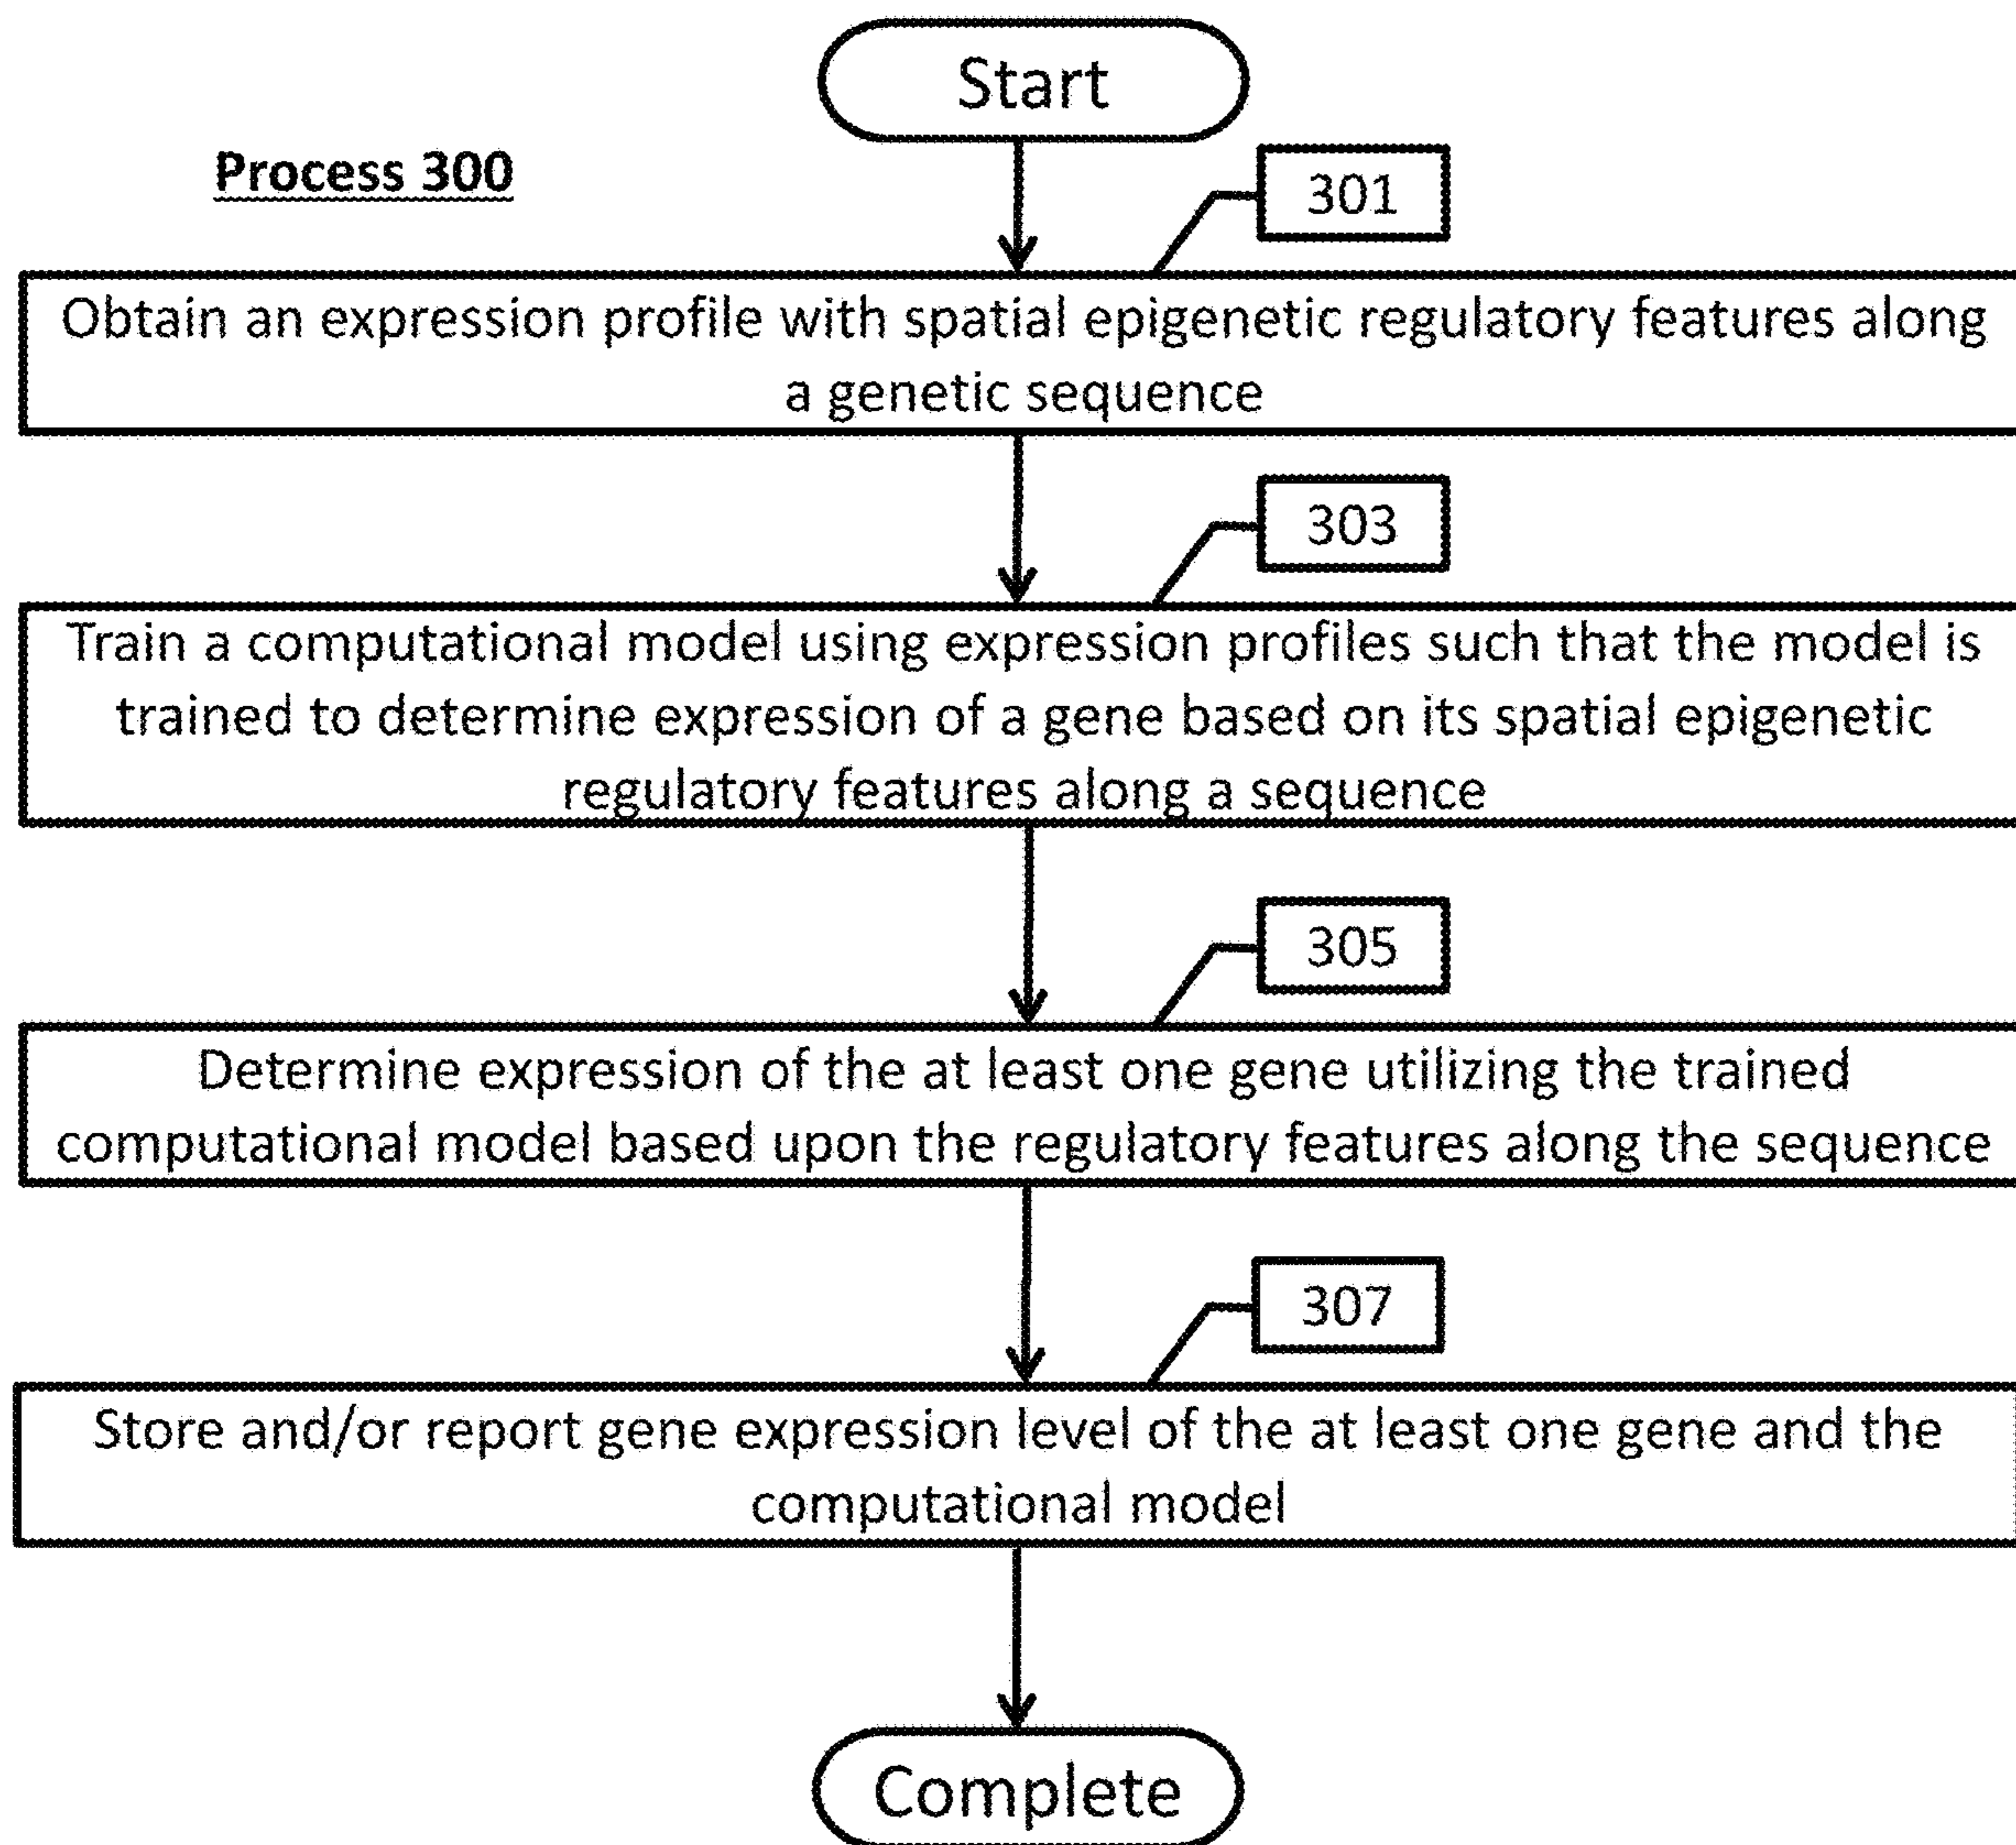 Start
Process 300
301
Obtain an expression profile with spatial epigenetic regulatory features along
a genetic sequence
303
Train a computational model using expression profiles such that the model is
trained to determine expression of a gene based on its spatial epigenetic
regulatory features along a sequence
305
Determine expression of the at least one gene utilizing the trained
computational model based upon the regulatory features along the sequence
307
Store and/or report gene expression level of the at least one gene and the
computational model
Complete